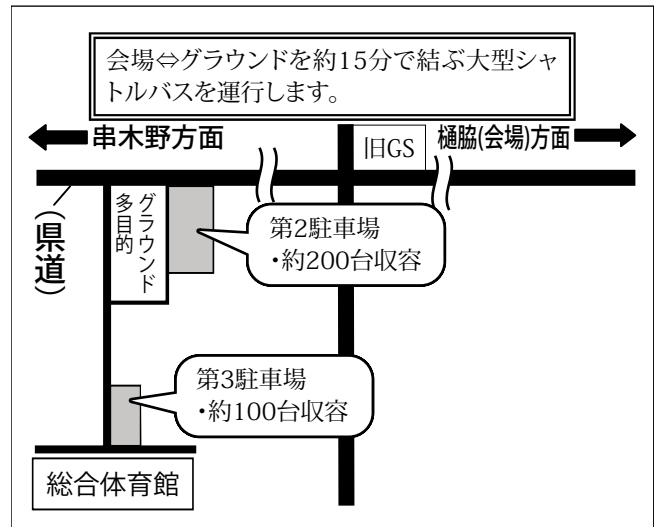 会場⇔グラウンドを約15分で結ぶ大型シャ
トルバスを運行します。
串木野方面
旧GS
樋脇(会場)方面
(県道)
多目的
グラウンド
第2駐車場
・約200台収容
第3駐車場
・約100台収容
総合体育館